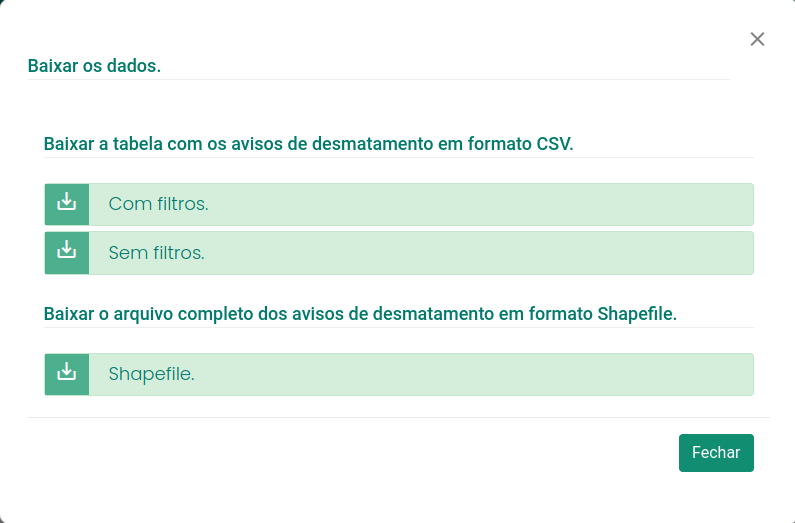 Baixar os dados.
Baixar a tabela com os avisos de desmatamento em formato CSV.
Com filtros.
Sem filtros.
Baixar o arquivo completo dos avisos de desmatamento em formato Shapefile.
Shapefile.
Fechar